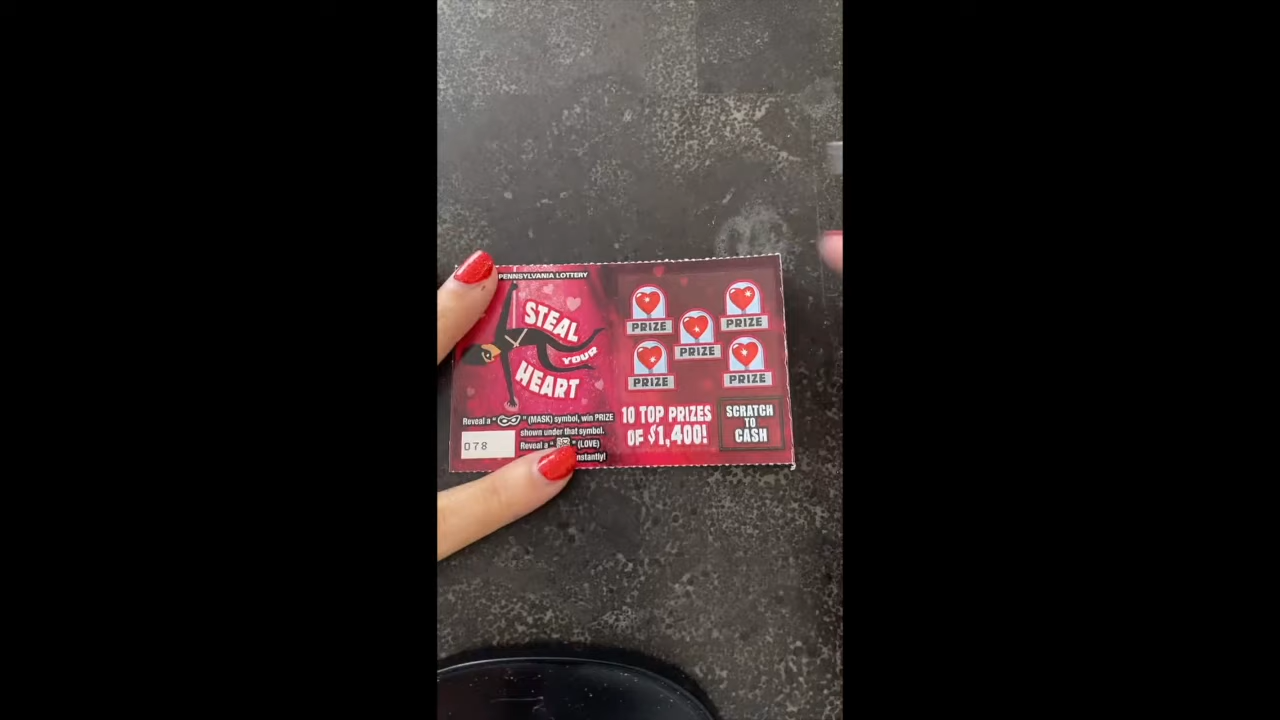 PENNSYLVANIA LOTTERY
STEAL
YOUR
HEART
Reveal a " " (MASK) symbol, win PRIZE
shown under that symbol.
Reveal a " " (LOVE)
instantly!
078
PRIZE
PRIZE
PRIZE
PRIZE
PRIZE
10 TOP PRIZES
OF $1,400!
SCRATCH
TO
CASH